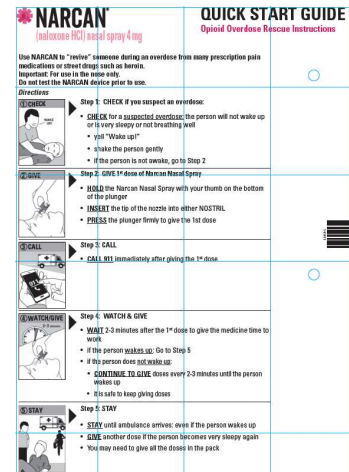 NARCAN®
(naloxone HCl) nasal spray 4 mg
QUICK START GUIDE
Opioid Overdose Rescue Instructions
Use NARCAN to "revive" someone during an overdose from many prescription pain
medications or street drugs such as heroin.
Important: For use in the nose only.
Do not test the NARCAN device prior to use.
Directions
① CHECK
WAKE UP!
Step 1: CHECK if you suspect an overdose:
• CHECK for a suspected overdose: the person will not wake up
or is very sleepy or not breathing well
• yell "Wake up!"
• shake the person gently
• if the person is not awake, go to Step 2
② GIVE
Step 2: GIVE 1st dose of Narcan Nasal Spray
• HOLD the Narcan Nasal Spray with your thumb on the bottom
of the plunger
• INSERT the tip of the nozzle into either NOSTRIL
• PRESS the plunger firmly to give the 1st dose
③ CALL
911
Step 3: CALL
• CALL 911 immediately after giving the 1st dose
④ WATCH/GIVE
2-3 minutes
Step 4: WATCH & GIVE
• WAIT 2-3 minutes after the 1st dose to give the medicine time to
work
• if the person wakes up: Go to Step 5
• if the person does not wake up:
• CONTINUE TO GIVE doses every 2-3 minutes until the person
wakes up
• it is safe to keep giving doses
⑤ STAY
Step 5: STAY
• STAY until ambulance arrives: even if the person wakes up
• GIVE another dose if the person becomes very sleepy again
• You may need to give all the doses in the pack